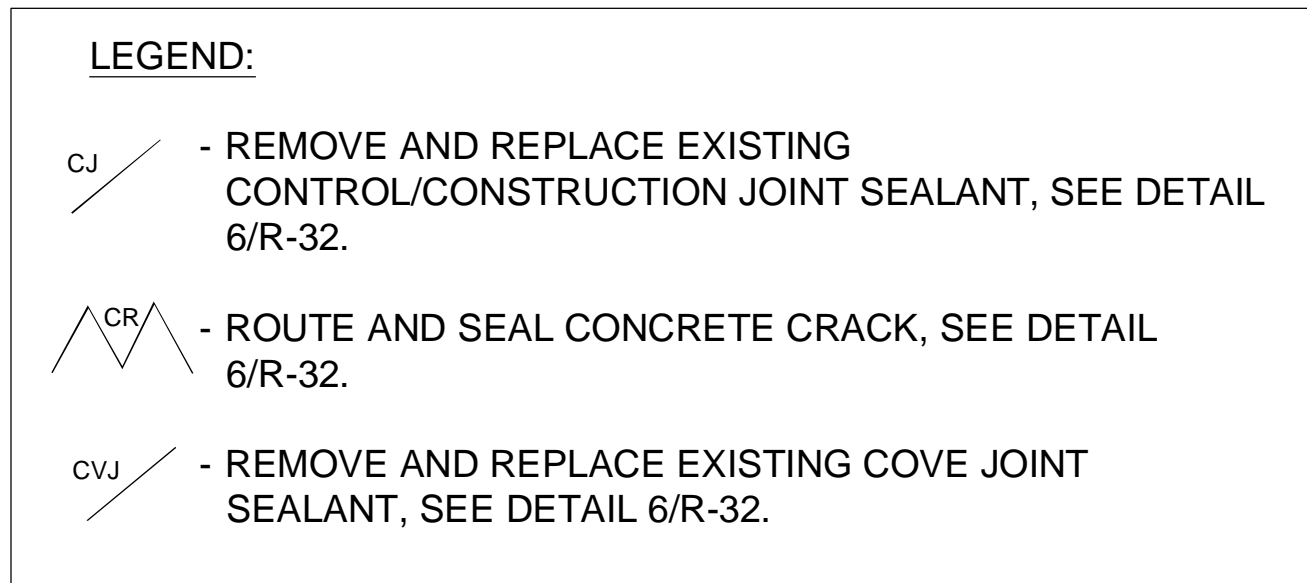 LEGEND:
CJ - REMOVE AND REPLACE EXISTING
CONTROL/CONSTRUCTION JOINT SEALANT, SEE DETAIL
6/R-32.
CR - ROUTE AND SEAL CONCRETE CRACK, SEE DETAIL
6/R-32.
CVJ - REMOVE AND REPLACE EXISTING COVE JOINT
SEALANT, SEE DETAIL 6/R-32.